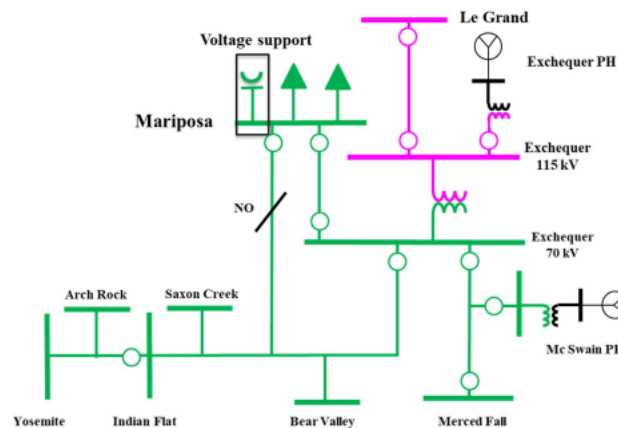 Le Grand
Voltage support
Exchequer PH
Mariposa
Exchequer
115 kV
NO
Exchequer
70 kV
Arch Rock
Saxon Creek
Mc Swain PH
Yosemite
Indian Flat
Bear Valley
Merced Fall